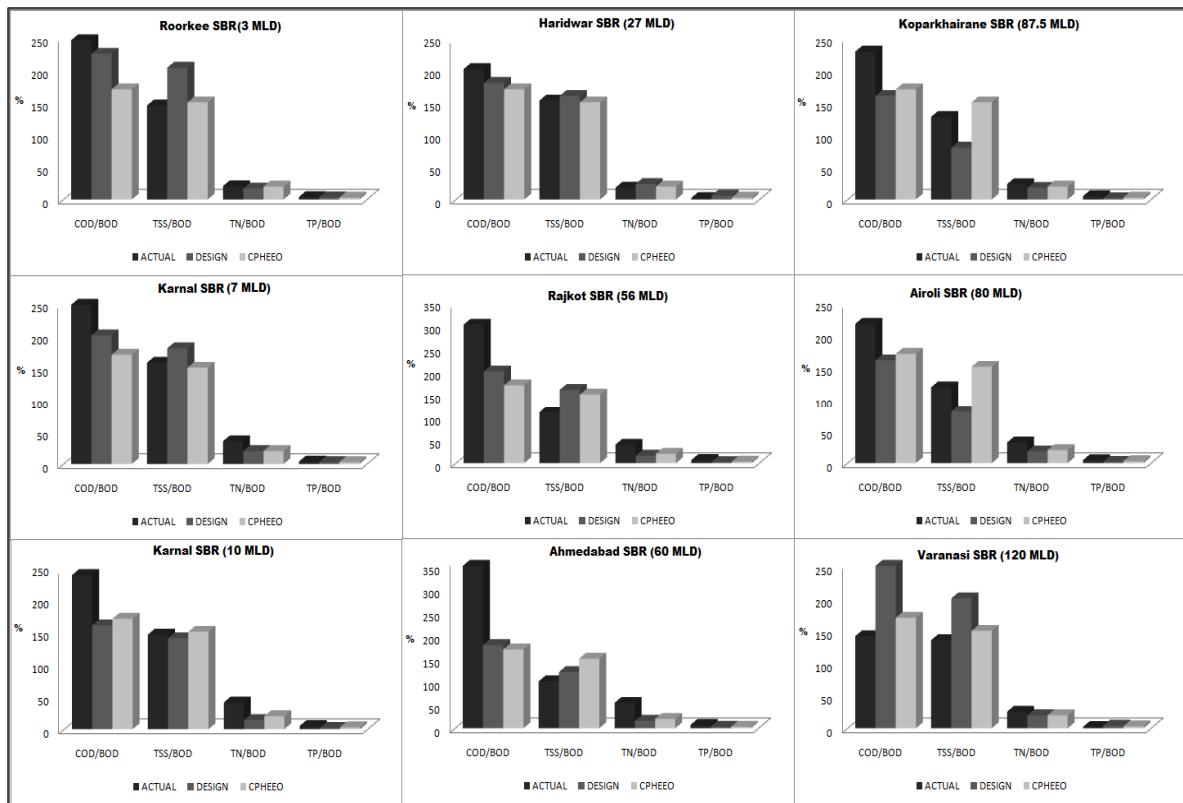 Roorkee SBR(3 MLD)
250
200
150
%
100
50
0
COD/BOD TSS/BOD TN/BOD TP/BOD
ACTUAL DESIGN CPHEEO
Haridwar SBR (27 MLD)
250
200
150
%
100
50
0
COD/BOD TSS/BOD TN/BOD TP/BOD
ACTUAL DESIGN CPHEEO
Koparkhairane SBR (87.5 MLD)
250
200
150
%
100
50
0
COD/BOD TSS/BOD TN/BOD TP/BOD
ACTUAL DESIGN CPHEEO
Karnal SBR (7 MLD)
250
200
150
%
100
50
0
COD/BOD TSS/BOD TN/BOD TP/BOD
ACTUAL DESIGN CPHEEO
Rajkot SBR (56 MLD)
350
300
250
%
200
150
100
50
0
COD/BOD TSS/BOD TN/BOD TP/BOD
ACTUAL DESIGN CPHEEO
Airoli SBR (80 MLD)
250
200
%
150
100
50
0
COD/BOD TSS/BOD TN/BOD TP/BOD
ACTUAL DESIGN CPHEEO
Karnal SBR (10 MLD)
250
200
%
150
100
50
0
COD/BOD TSS/BOD TN/BOD TP/BOD
ACTUAL DESIGN CPHEEO
Ahmedabad SBR (60 MLD)
350
300
250
%
200
150
100
50
0
COD/BOD TSS/BOD TN/BOD TP/BOD
ACTUAL DESIGN CPHEEO
Varanasi SBR (120 MLD)
250
200
%
150
100
50
0
COD/BOD TSS/BOD TN/BOD TP/BOD
ACTUAL DESIGN CPHEEO